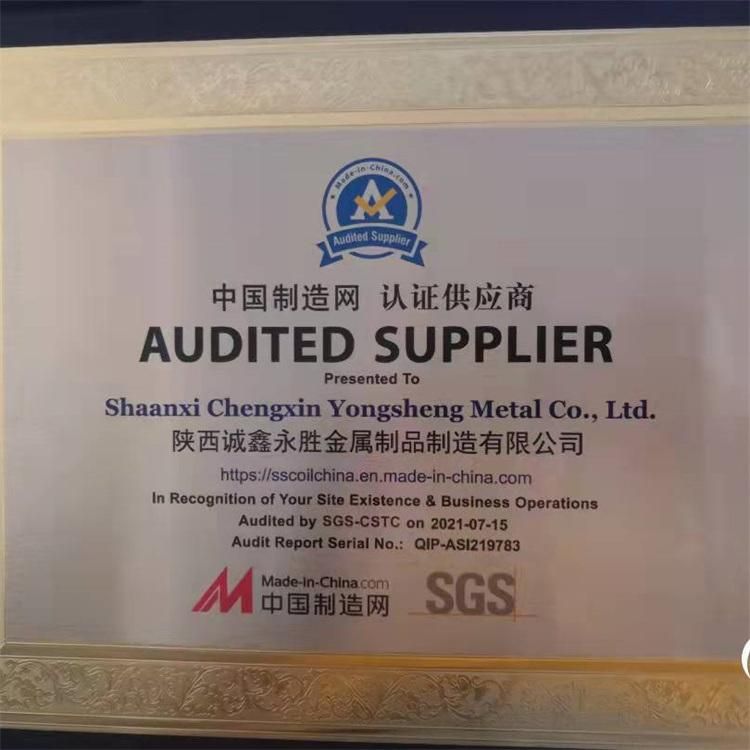 Made-in-China.com
A
Audited Supplier
中国制造网 认证供应商
AUDITED SUPPLIER
Presented To
Shaanxi Chengxin Yongsheng Metal Co., Ltd.
陕西诚鑫永胜金属制品制造有限公司
https://sscoilchina.en.made-in-china.com
In Recognition of Your Site Existence & Business Operations
Audited by SGS-CSTC on 2021-07-15
Audit Report Serial No.: QIP-ASI219783
Made-in-China.com
中国制造网
SGS